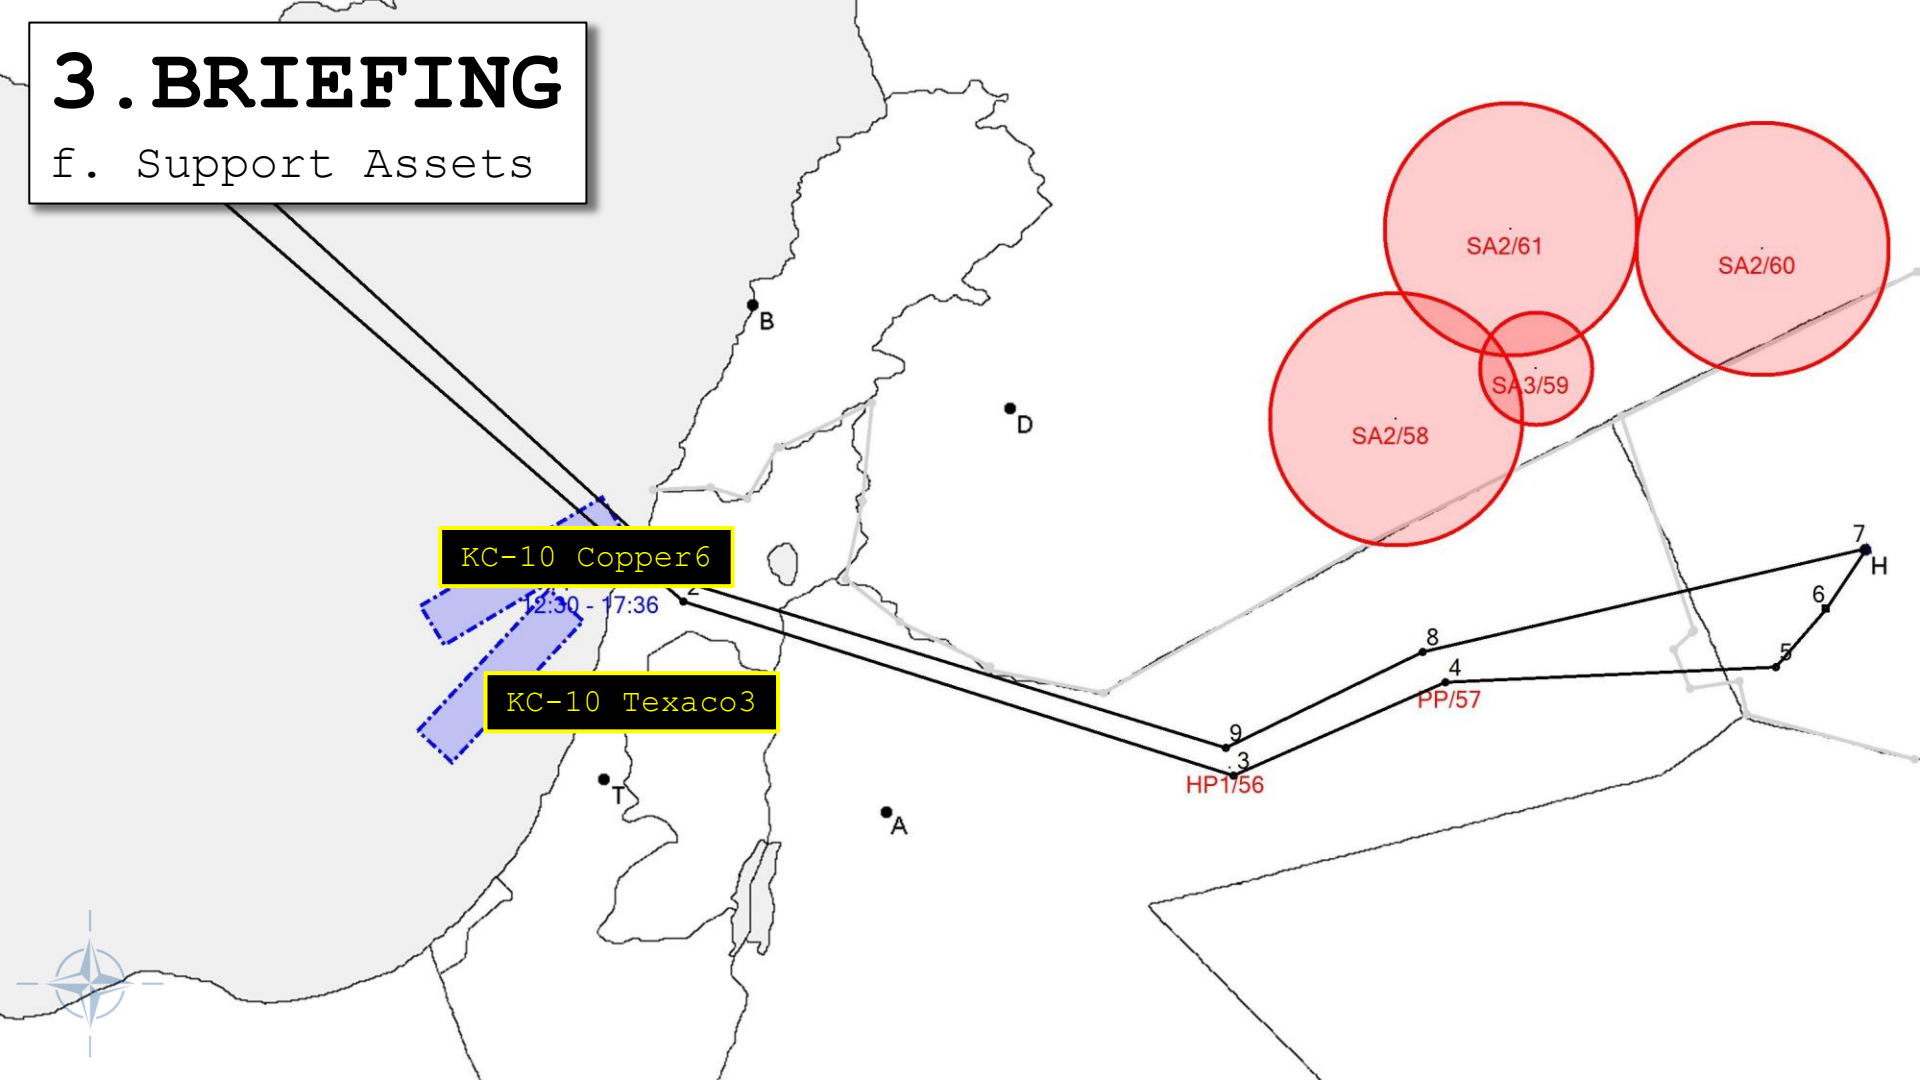 3.BRIEFING
f. Support Assets
SA2/61
SA2/60
B
SA3/59
D
SA2/58
7
KC-10 Copper6
H
2
12:30 - 17:36
6
8
5
4
PP/57
KC-10 Texaco3
9
3
HP1/56
T
A